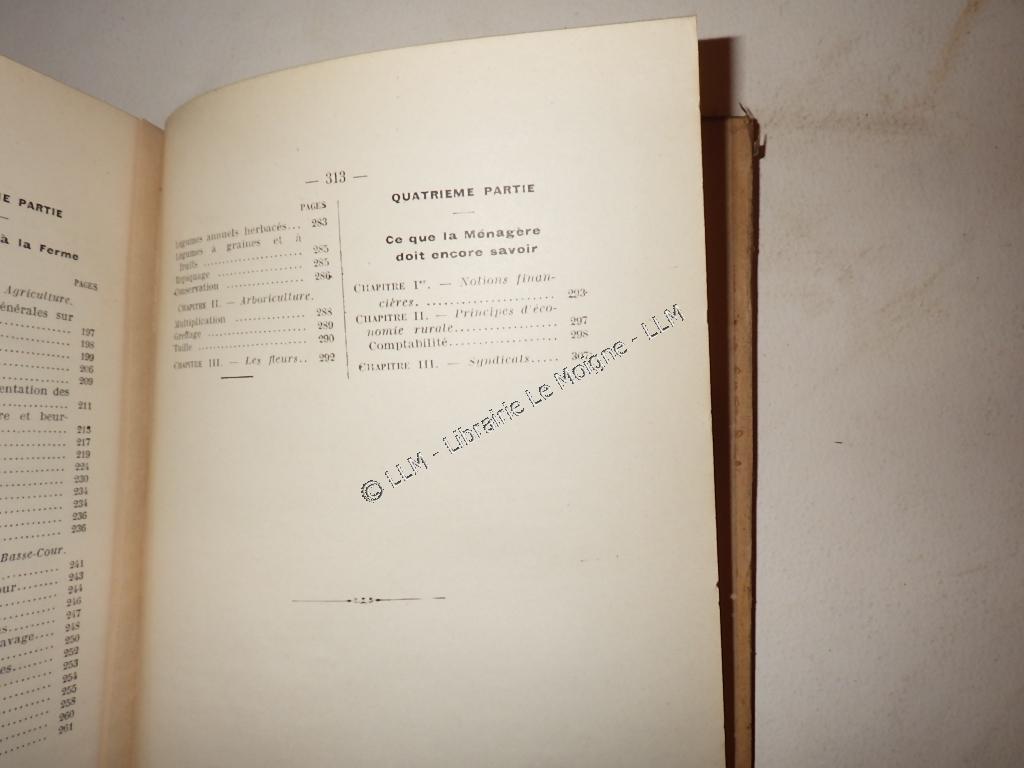 ME PARTIE
à la Ferme
PAGES
Agriculture.
énérales sur
197
198
199
206
209
entation des
211
re et beur-
215
217
219
224
230
234
234
236
236
Basse-Cour.
241
our
243
244
246
es
247
avage
248
250
es
252
253
254
255
258
260
261
— 313 —
PAGES
Légumes annuels herbacés... 283
Légumes à graines et à
fruits 285
Repiquage 285
Conservation 286
CHAPITRE II. — Arboriculture.
Multiplication 288
Greffage 289
Taille 290
CHAPITRE III. — Les fleurs.. 292
QUATRIEME PARTIE
Ce que la Ménagère
doit encore savoir
CHAPITRE Ier. — Notions finan-
cières. 293
CHAPITRE II. — Principes d'éco-
nomie rurale 297
Comptabilité 298
CHAPITRE III. — Syndicats
© LLM - Librairie Le Moigne - LLM